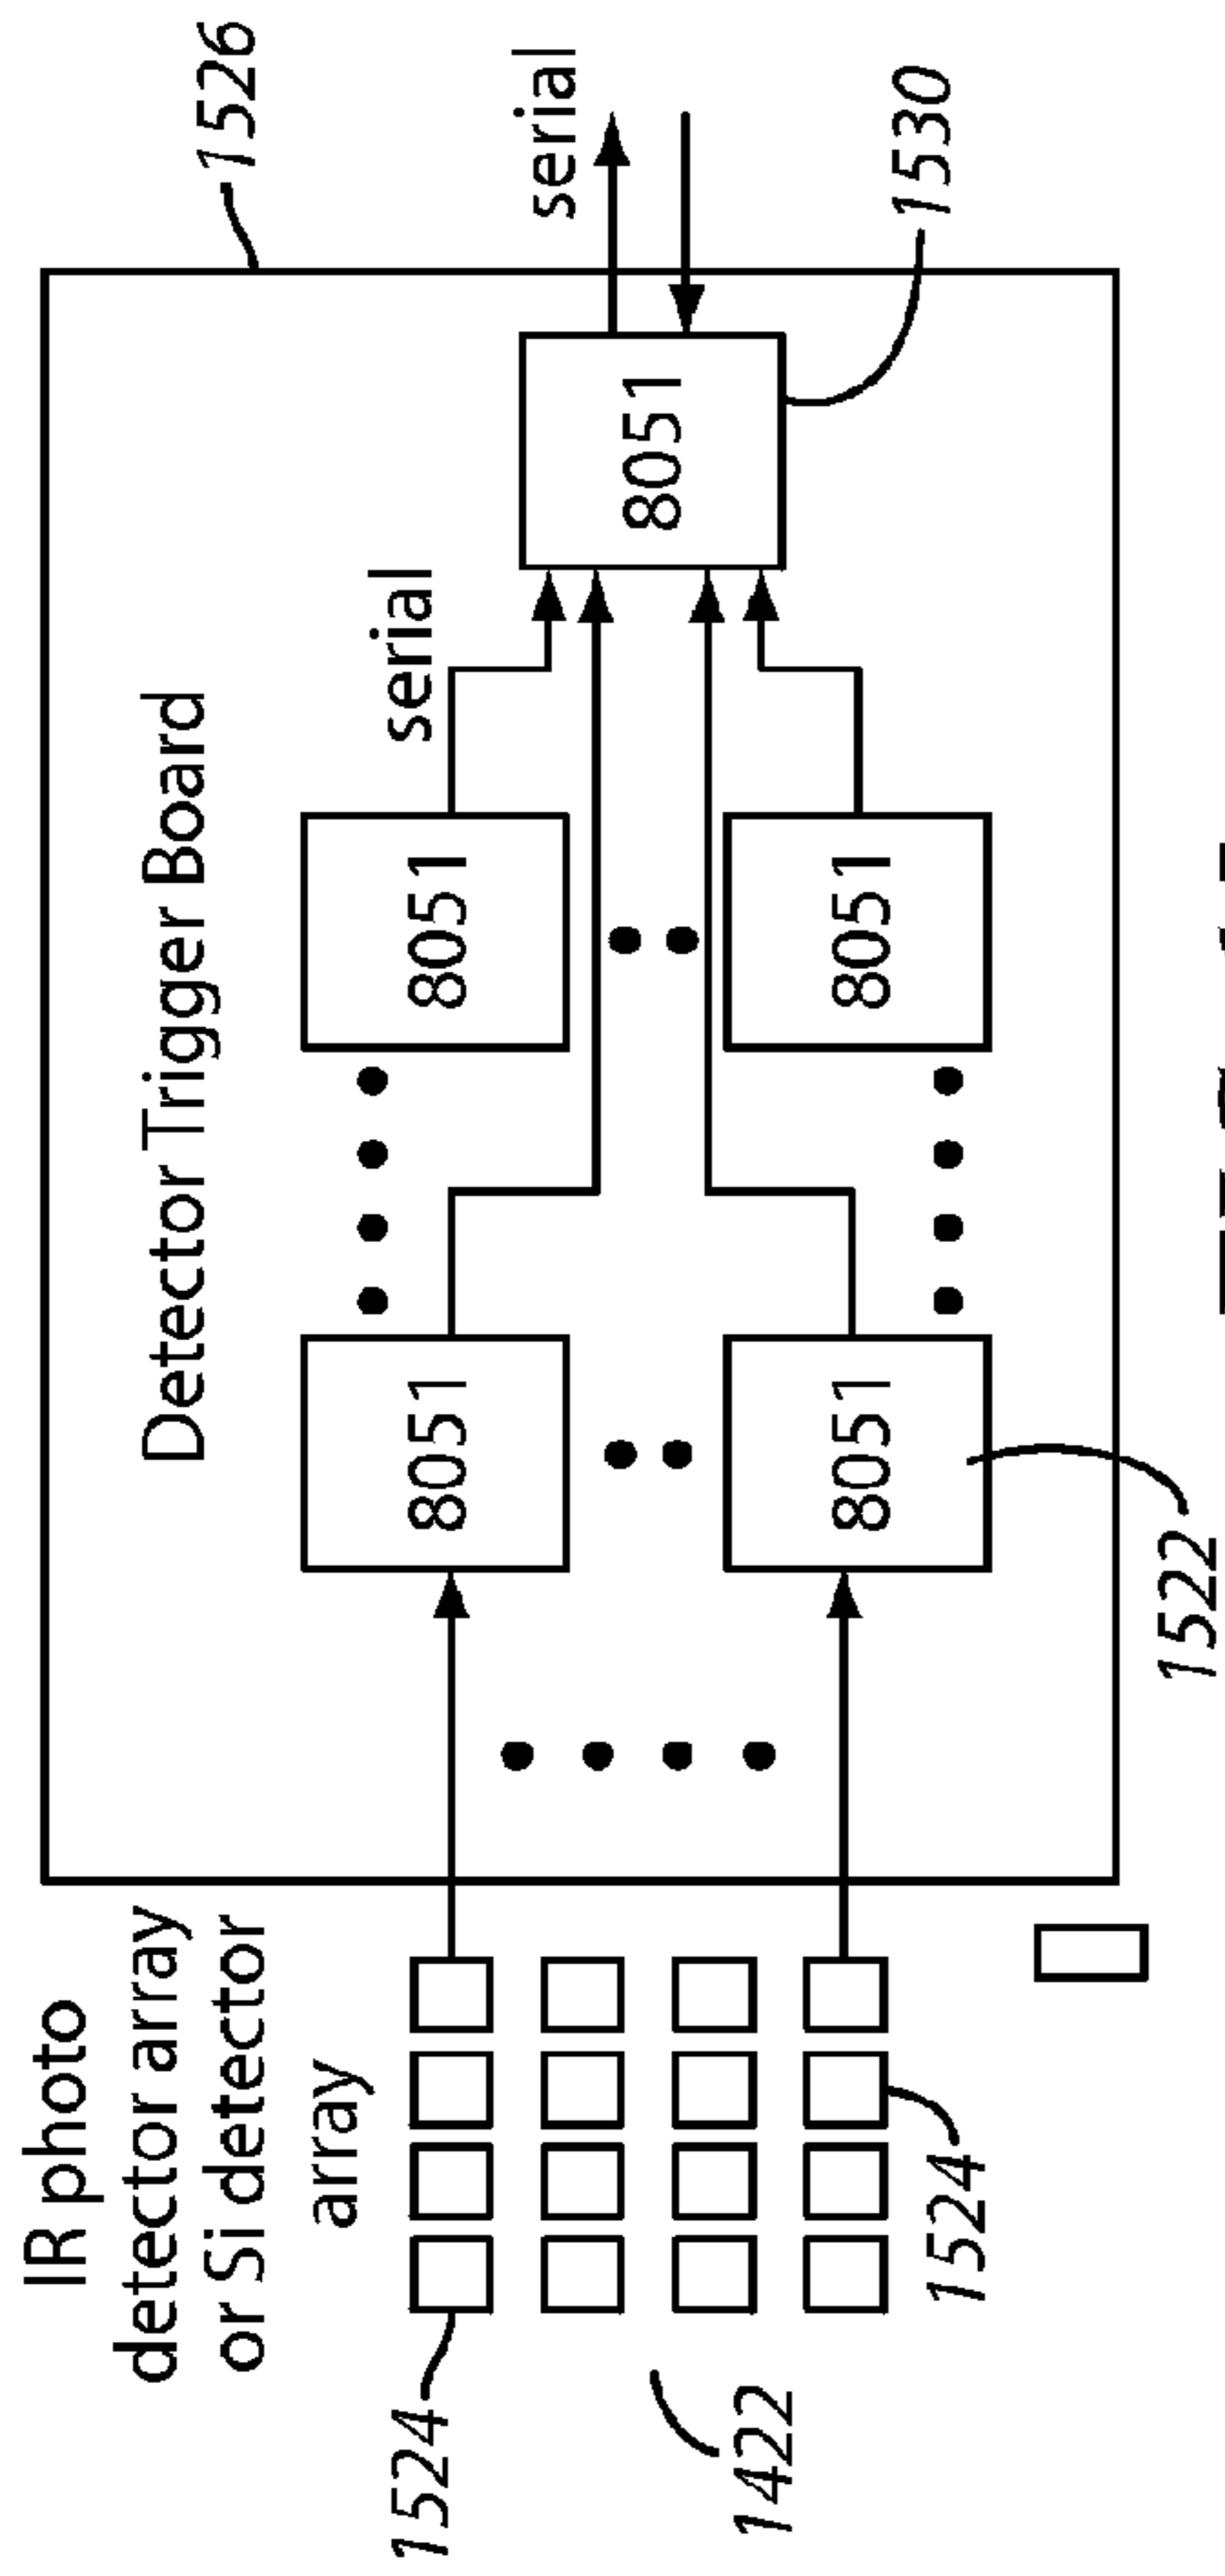 1526
Detector Trigger Board
IR photo
detector array
or Si detector
array
serial
serial
8051
8051
8051
8051
8051
1524
1422
1524
1522
1530